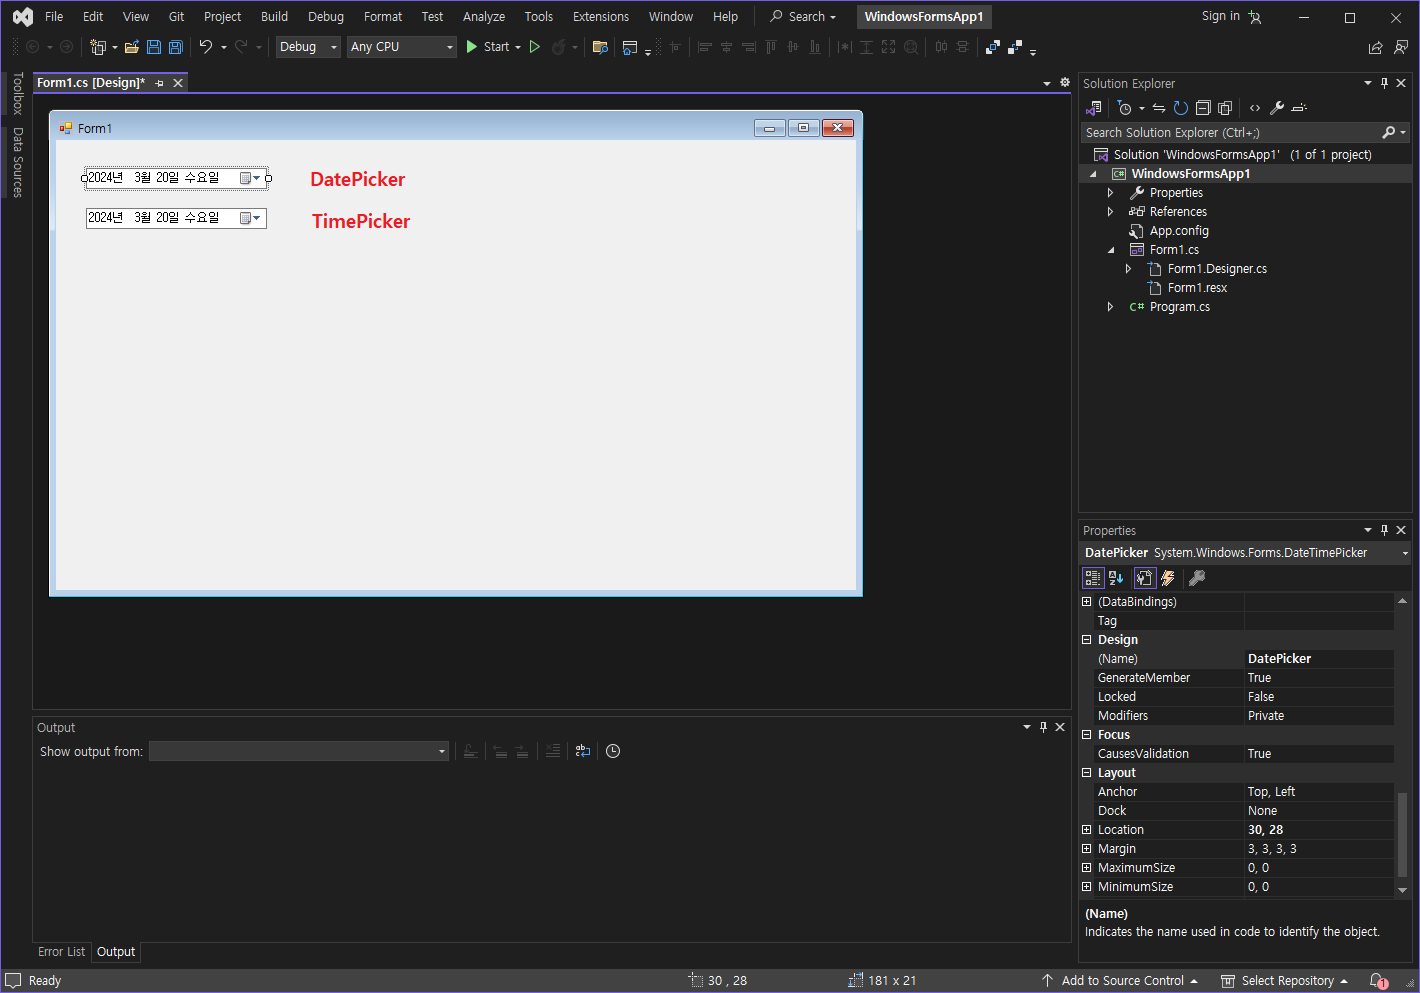 File Edit View Git Project Build Debug Format Test Analyze Tools Extensions Window Help Search WindowsFormsApp1 Sign in
Debug Any CPU Start
Toolbox
Data Sources
Form1.cs [Design]*
Form1
2024년 3월 20일 수요일 DatePicker
2024년 3월 20일 수요일 TimePicker
Solution Explorer
Search Solution Explorer (Ctrl+;)
Solution 'WindowsFormsApp1' (1 of 1 project)
C# WindowsFormsApp1
Properties
References
App.config
Form1.cs
Form1.Designer.cs
Form1.resx
C# Program.cs
Properties
DatePicker System.Windows.Forms.DateTimePicker
(DataBindings)
Tag
Design
(Name) DatePicker
GenerateMember True
Locked False
Modifiers Private
Focus
CausesValidation True
Layout
Anchor Top, Left
Dock None
Location 30, 28
Margin 3, 3, 3, 3
MaximumSize 0, 0
MinimumSize 0, 0
(Name)
Indicates the name used in code to identify the object.
Output
Show output from:
Error List Output
Ready 30 , 28 181 x 21 Add to Source Control Select Repository 1